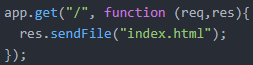 app.get("/", function (req,res){
  res.sendFile("index.html");
});